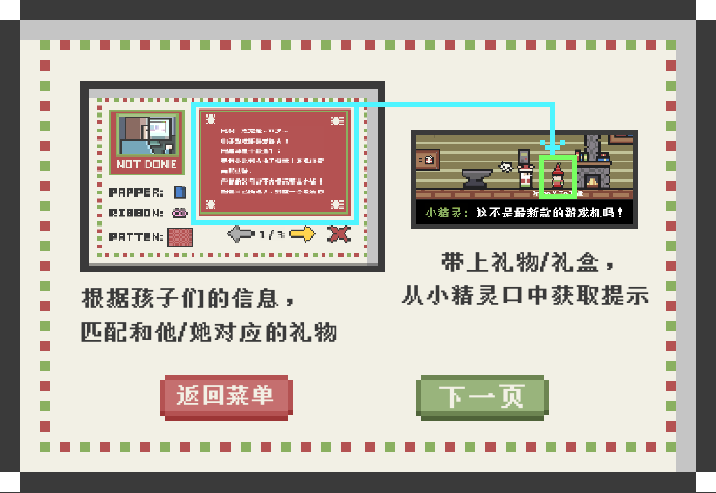 NOT DONE
PAPPER:
RIBBON:
PATTEN:
1/3
小精灵：这不是最新款的游戏机吗！
根据孩子们的信息，
匹配和他/她对应的礼物
带上礼物/礼盒，
从小精灵口中获取提示
返回菜单
下一页